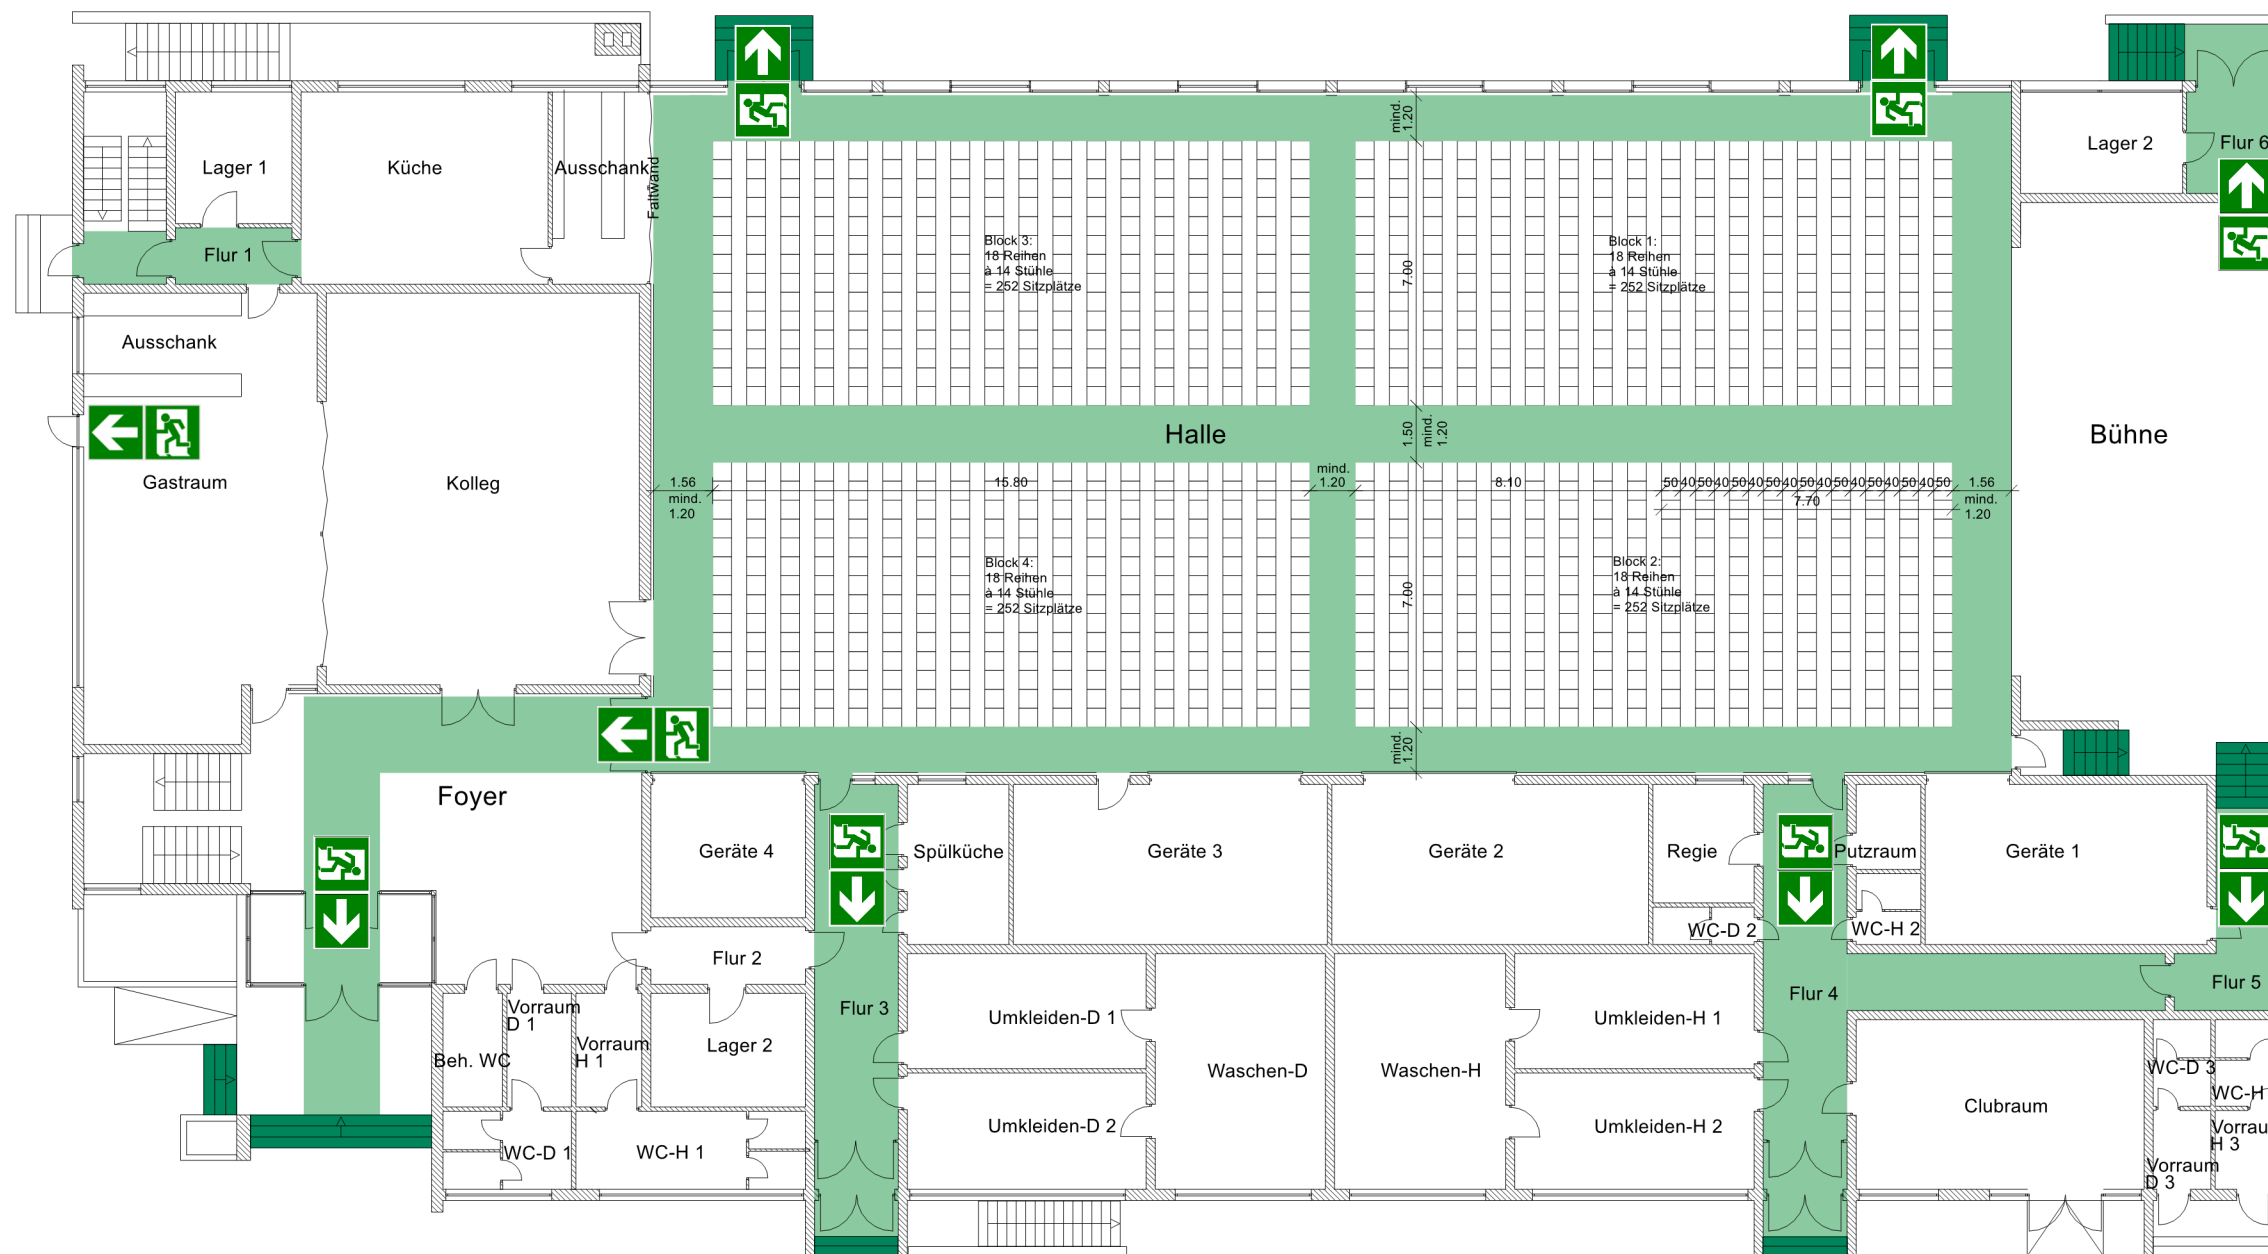 Lager 1
Küche
Ausschank
Faltwand
mind.
1.20
Lager 2
Flur 6
Flur 1
Block 3:
18 Reihen
à 14 Stühle
= 252 Sitzplätze
7.00
Block 1:
18 Reihen
à 14 Stühle
= 252 Sitzplätze
Ausschank
Halle
1.50
mind.
1.20
Bühne
Gastraum
Kolleg
1.56
mind.
1.20
15.80
mind.
1.20
8.10
50 40 50 40 50 40 50 40 50 40 50 40 50 40 50 40 50
7.70
1.56
mind.
1.20
Block 4:
18 Reihen
à 14 Stühle
= 252 Sitzplätze
7.00
Block 2:
18 Reihen
à 14 Stühle
= 252 Sitzplätze
mind.
1.20
Foyer
Geräte 4
Spülküche
Geräte 3
Geräte 2
Regie
Putzraum
Geräte 1
WC-D 2
WC-H 2
Flur 2
Flur 3
Flur 4
Flur 5
Vorraum
D 1
Umkleiden-D 1
Umkleiden-H 1
Beh. WC
Vorraum
H 1
Lager 2
Waschen-D
Waschen-H
WC-D 3
WC-H
Clubraum
Umkleiden-D 2
Umkleiden-H 2
Vorrau
H 3
WC-D 1
WC-H 1
Vorraum
D 3